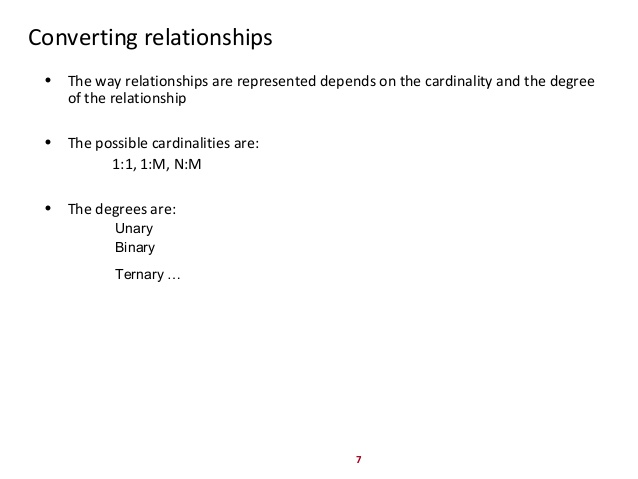 Converting relationships
• The way relationships are represented depends on the cardinality and the degree
of the relationship
• The possible cardinalities are:
1:1, 1:M, N:M
• The degrees are:
Unary
Binary
Ternary …
7